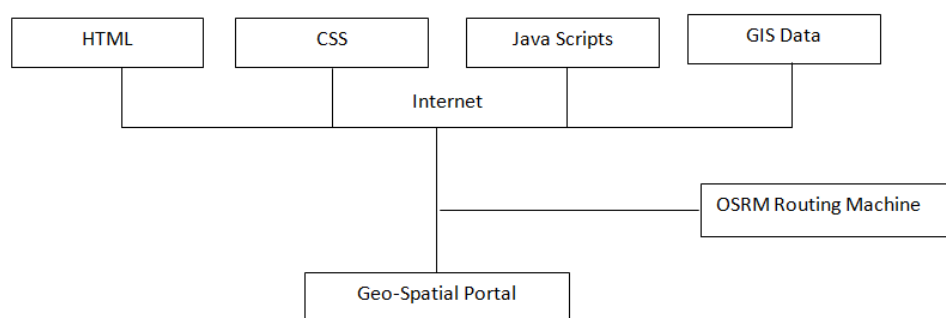 HTML
CSS
Java Scripts
GIS Data
Internet
OSRM Routing Machine
Geo-Spatial Portal